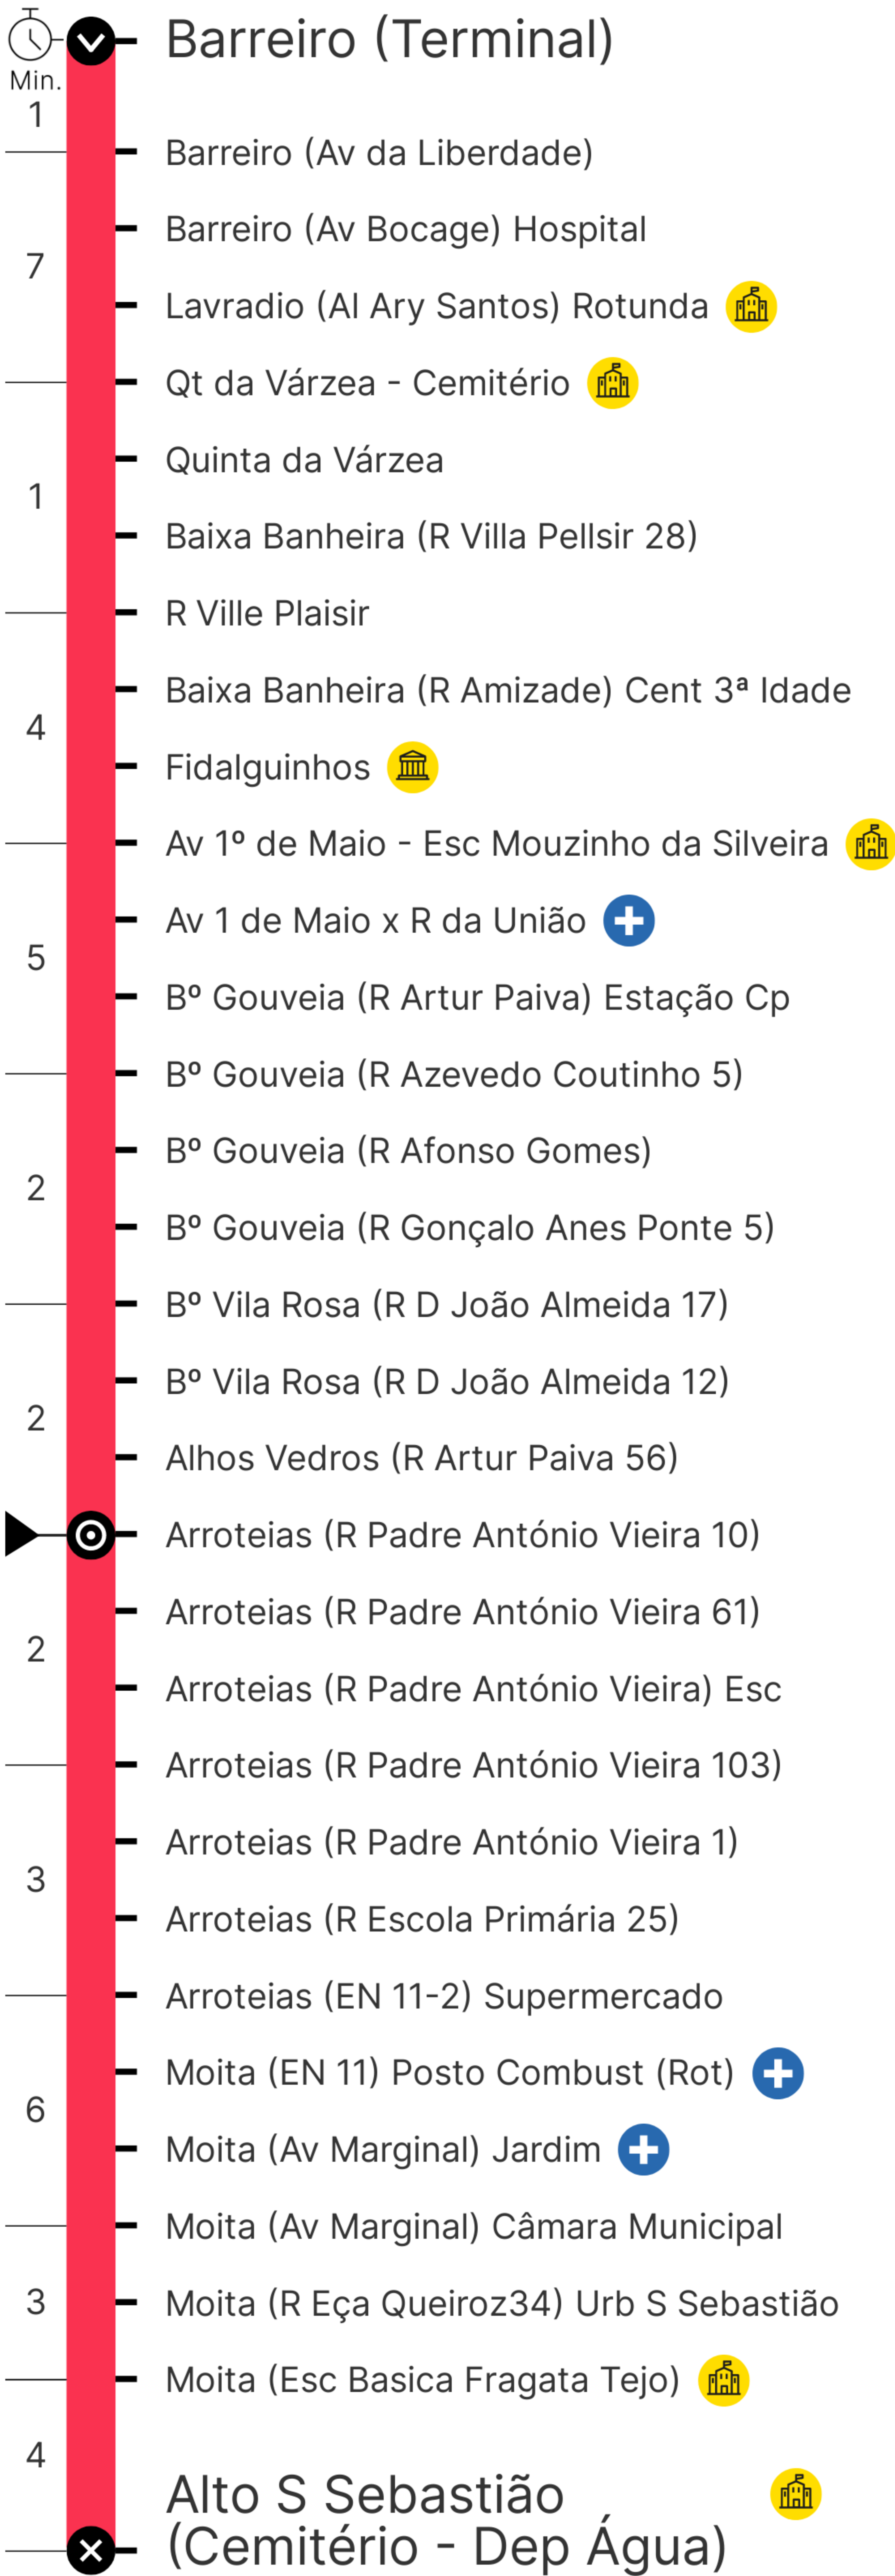 Barreiro (Terminal)
Min.
1
Barreiro (Av da Liberdade)
Barreiro (Av Bocage) Hospital
7
Lavradio (Al Ary Santos) Rotunda
Qt da Várzea - Cemitério
Quinta da Várzea
1
Baixa Banheira (R Villa Pellsir 28)
R Ville Plaisir
Baixa Banheira (R Amizade) Cent 3ª Idade
4
Fidalguinhos
Av 1º de Maio - Esc Mouzinho da Silveira
Av 1 de Maio x R da União
5
Bº Gouveia (R Artur Paiva) Estação Cp
Bº Gouveia (R Azevedo Coutinho 5)
Bº Gouveia (R Afonso Gomes)
2
Bº Gouveia (R Gonçalo Anes Ponte 5)
Bº Vila Rosa (R D João Almeida 17)
Bº Vila Rosa (R D João Almeida 12)
2
Alhos Vedros (R Artur Paiva 56)
Arroteias (R Padre António Vieira 10)
Arroteias (R Padre António Vieira 61)
2
Arroteias (R Padre António Vieira) Esc
Arroteias (R Padre António Vieira 103)
Arroteias (R Padre António Vieira 1)
3
Arroteias (R Escola Primária 25)
Arroteias (EN 11-2) Supermercado
Moita (EN 11) Posto Combust (Rot)
6
Moita (Av Marginal) Jardim
Moita (Av Marginal) Câmara Municipal
3
Moita (R Eça Queiroz34) Urb S Sebastião
Moita (Esc Basica Fragata Tejo)
4
Alto S Sebastião
(Cemitério - Dep Água)